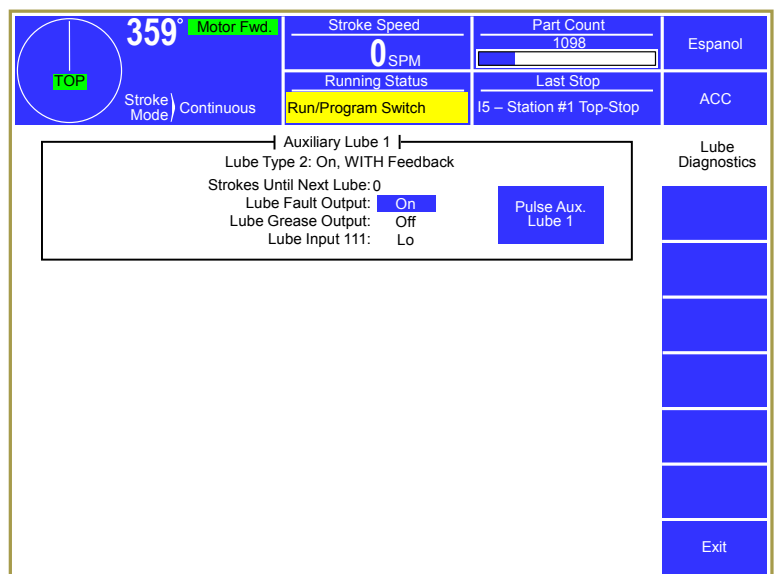 359° Motor Fwd.
TOP
Stroke Mode) Continuous
Stroke Speed
0 SPM
Part Count
1098
Espanol
Running Status
Run/Program Switch
Last Stop
I5 – Station #1 Top-Stop
ACC
Lube
Diagnostics
Auxiliary Lube 1
Lube Type 2: On, WITH Feedback
Strokes Until Next Lube: 0
Lube Fault Output: On
Lube Grease Output: Off
Lube Input 111: Lo
Pulse Aux.
Lube 1
Exit